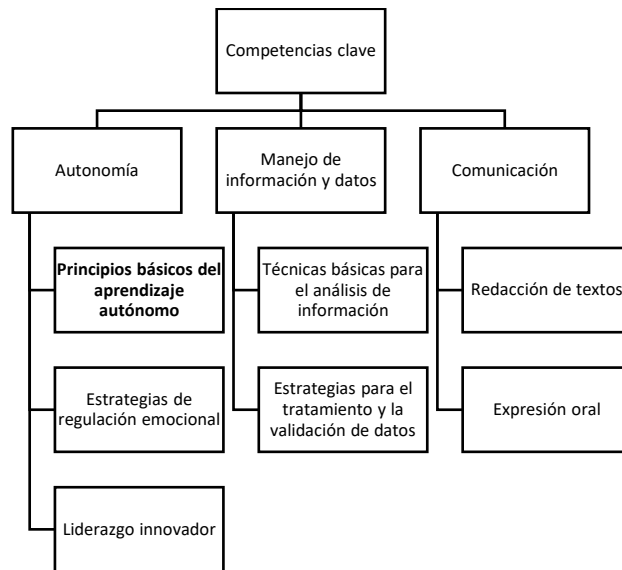 Competencias clave
Autonomía
Manejo de
información y datos
Comunicación
Principios básicos del
aprendizaje
autónomo
Técnicas básicas para
el análisis de
información
Redacción de textos
Estrategias de
regulación emocional
Estrategias para el
tratamiento y la
validación de datos
Expresión oral
Liderazgo innovador